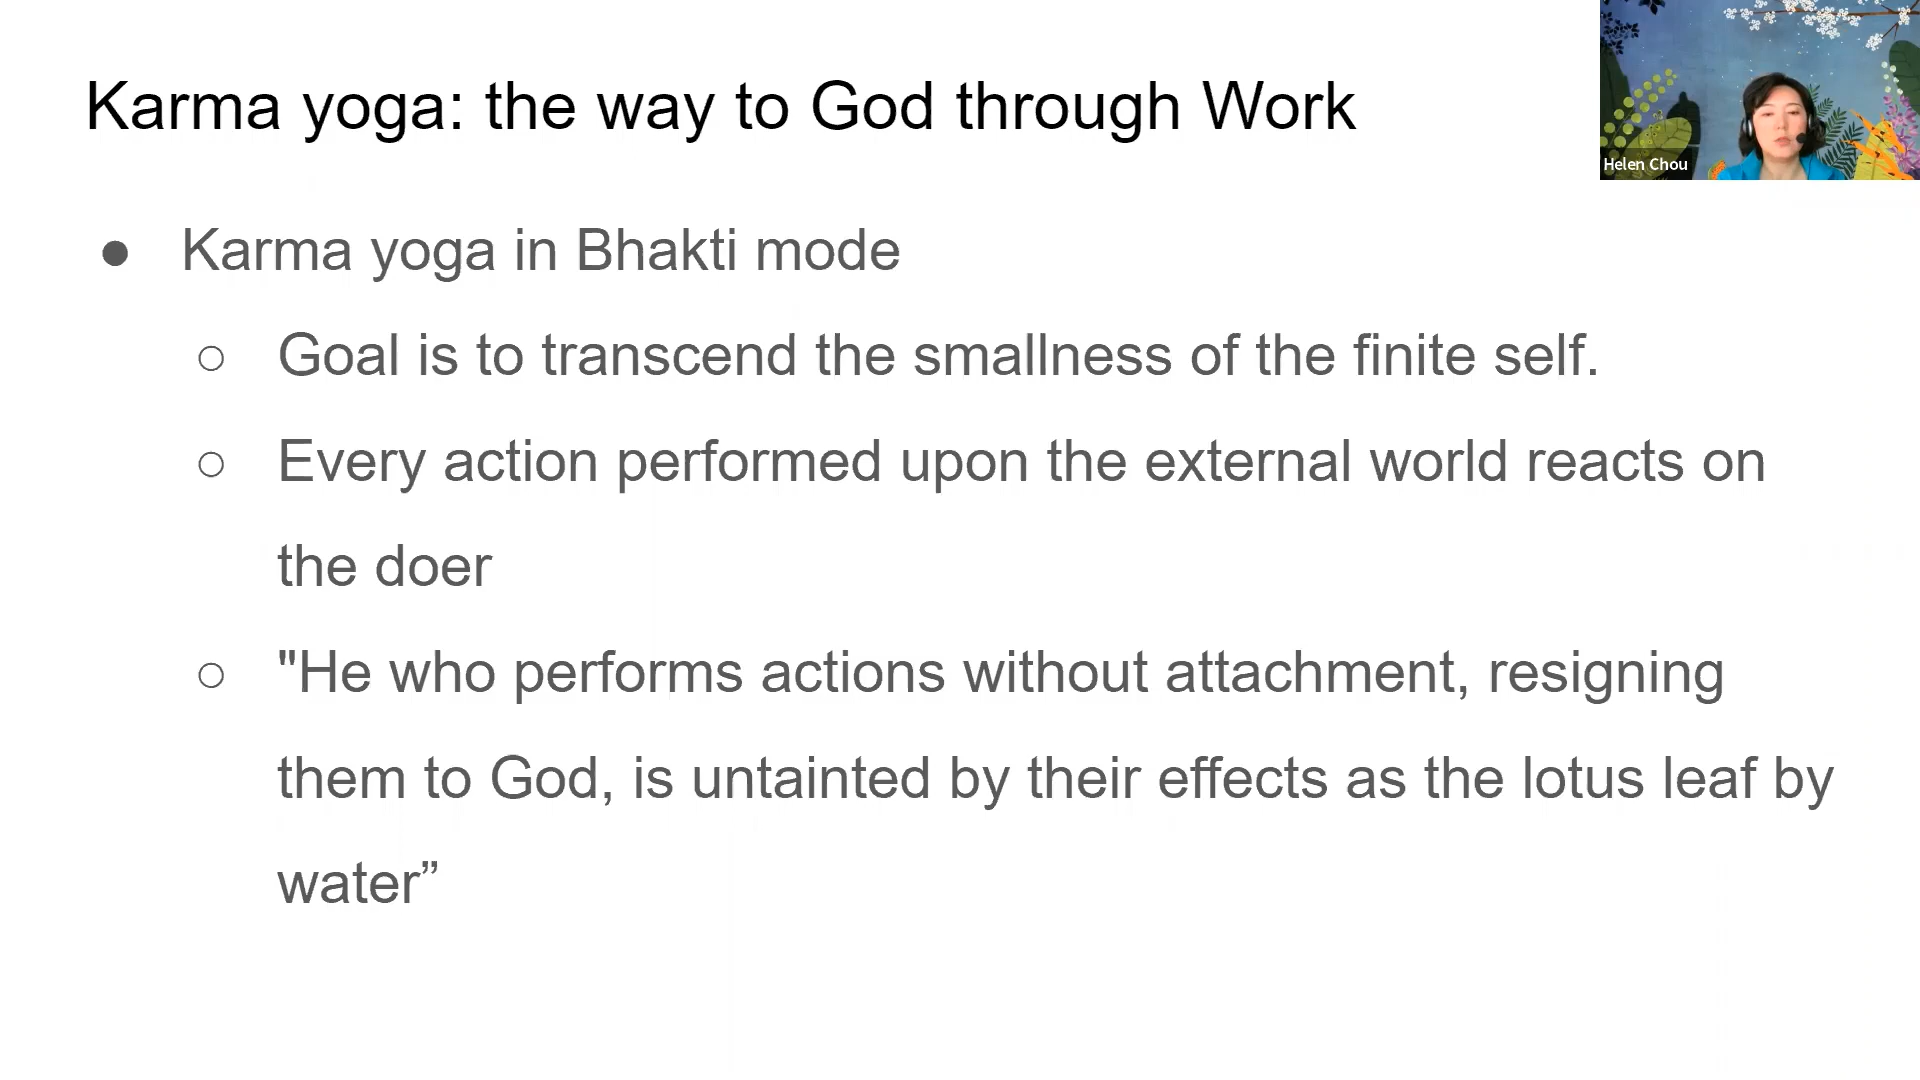 Karma yoga: the way to God through Work
Helen Chou
● Karma yoga in Bhakti mode
○ Goal is to transcend the smallness of the finite self.
○ Every action performed upon the external world reacts on
the doer
○ "He who performs actions without attachment, resigning
them to God, is untainted by their effects as the lotus leaf by
water”